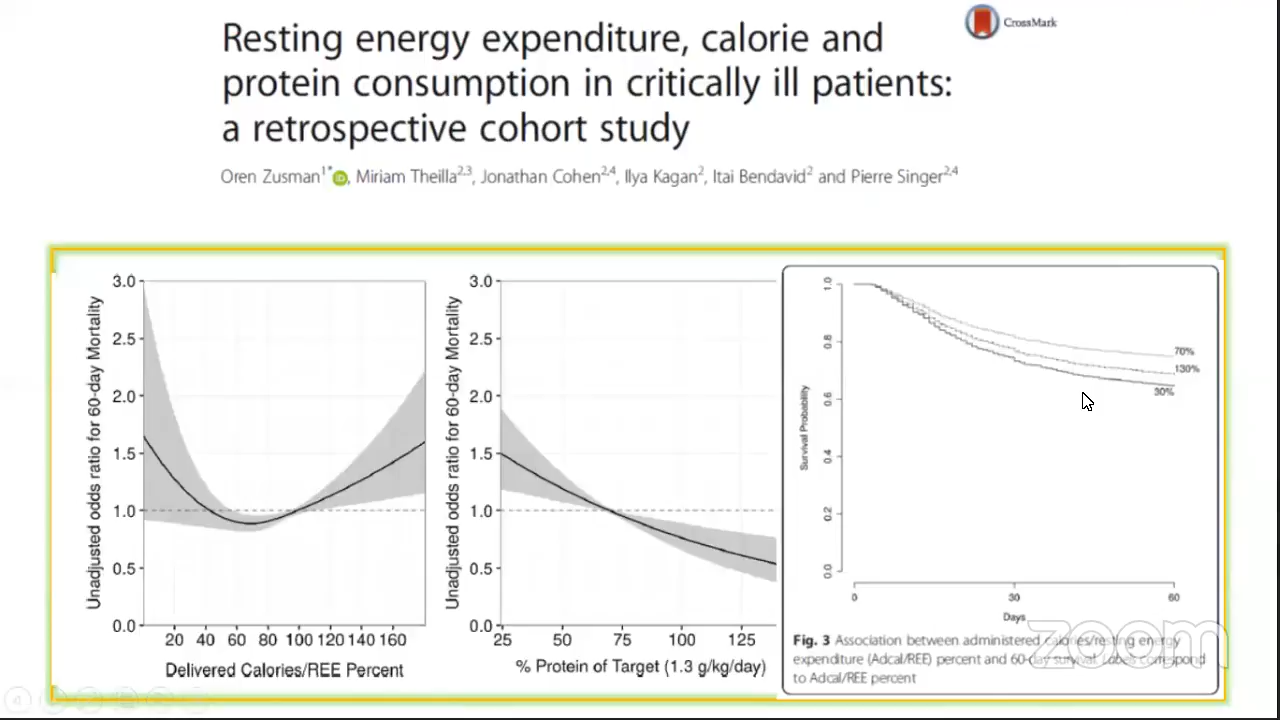 CrossMark
Resting energy expenditure, calorie and
protein consumption in critically ill patients:
a retrospective cohort study
Oren Zusman1* iD, Miriam Theilla2,3, Jonathan Cohen2,4, Ilya Kagan2, Itai Bendavid2 and Pierre Singer2,4
Unadjusted odds ratio for 60-day Mortality
3.0
2.5
2.0
1.5
1.0
0.5
0.0
20 40 60 80 100 120 140 160
Delivered Calories/REE Percent
Unadjusted odds ratio for 60-day Mortality
3.0
2.5
2.0
1.5
1.0
0.5
0.0
25 50 75 100 125
% Protein of Target (1.3 g/kg/day)
Survival Probability
1.0
0.8
0.6
0.4
0.2
0.0
70%
130%
30%
0 30 60
Days
Fig. 3 Association between administered calories/resting energy
expenditure (Adcal/REE) percent and 60-day survival. Labels correspond
to Adcal/REE percent
zoom